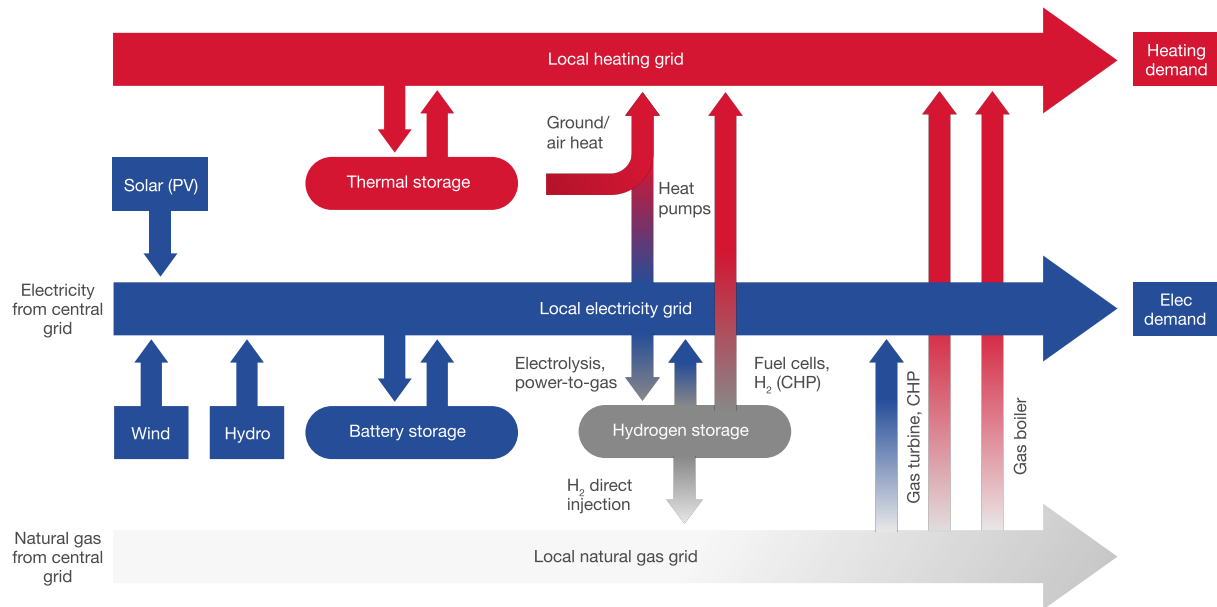 Local heating grid
Heating
demand
Ground/
air heat
Thermal storage
Solar (PV)
Heat
pumps
Electricity
from central
grid
Local electricity grid
Elec
demand
Electrolysis,
power-to-gas
Fuel cells,
H₂ (CHP)
Gas turbine, CHP
Gas boiler
Wind
Hydro
Battery storage
Hydrogen storage
H₂ direct
injection
Natural gas
from central
grid
Local natural gas grid